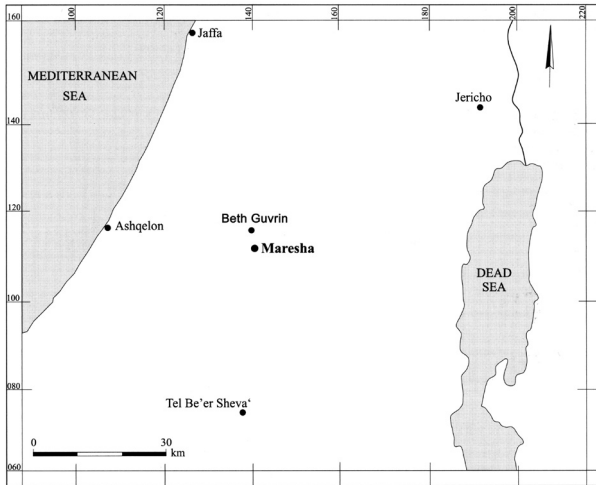 160
100
120
140
160
180
200
220
Jaffa
MEDITERRANEAN
SEA
Jericho
140
120
Ashqelon
Beth Guvrin
Maresha
DEAD
SEA
100
080
Tel Be'er Sheva‘
0
30
km
060